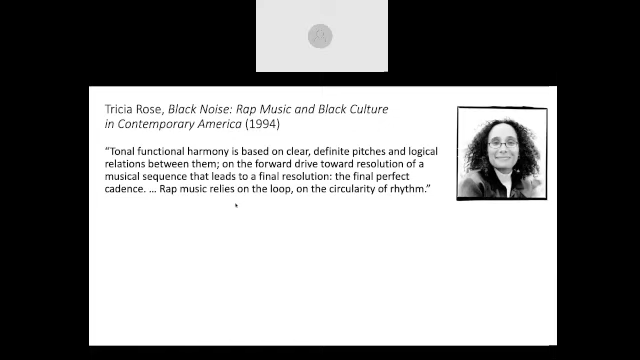 Tricia Rose, Black Noise: Rap Music and Black Culture
in Contemporary America (1994)
“Tonal functional harmony is based on clear, definite pitches and logical
relations between them; on the forward drive toward resolution of a
musical sequence that leads to a final resolution: the final perfect
cadence. ... Rap music relies on the loop, on the circularity of rhythm.”